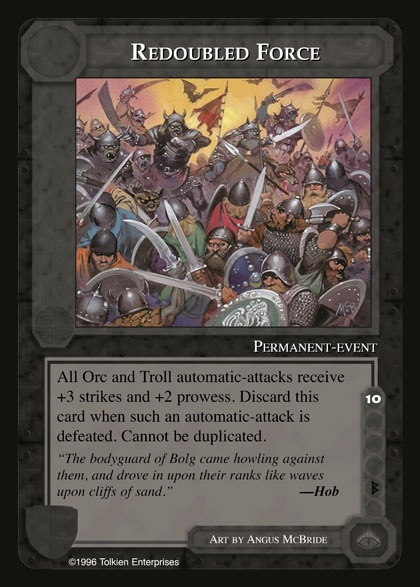 REDOUBLED FORCE
PERMANENT-EVENT
All Orc and Troll automatic-attacks receive
+3 strikes and +2 prowess. Discard this
card when such an automatic-attack is
defeated. Cannot be duplicated.
“The bodyguard of Bolg came howling against
them, and drove in upon their ranks like waves
upon cliffs of sand.” —Hob
10
ART BY ANGUS MCBRIDE
©1996 Tolkien Enterprises